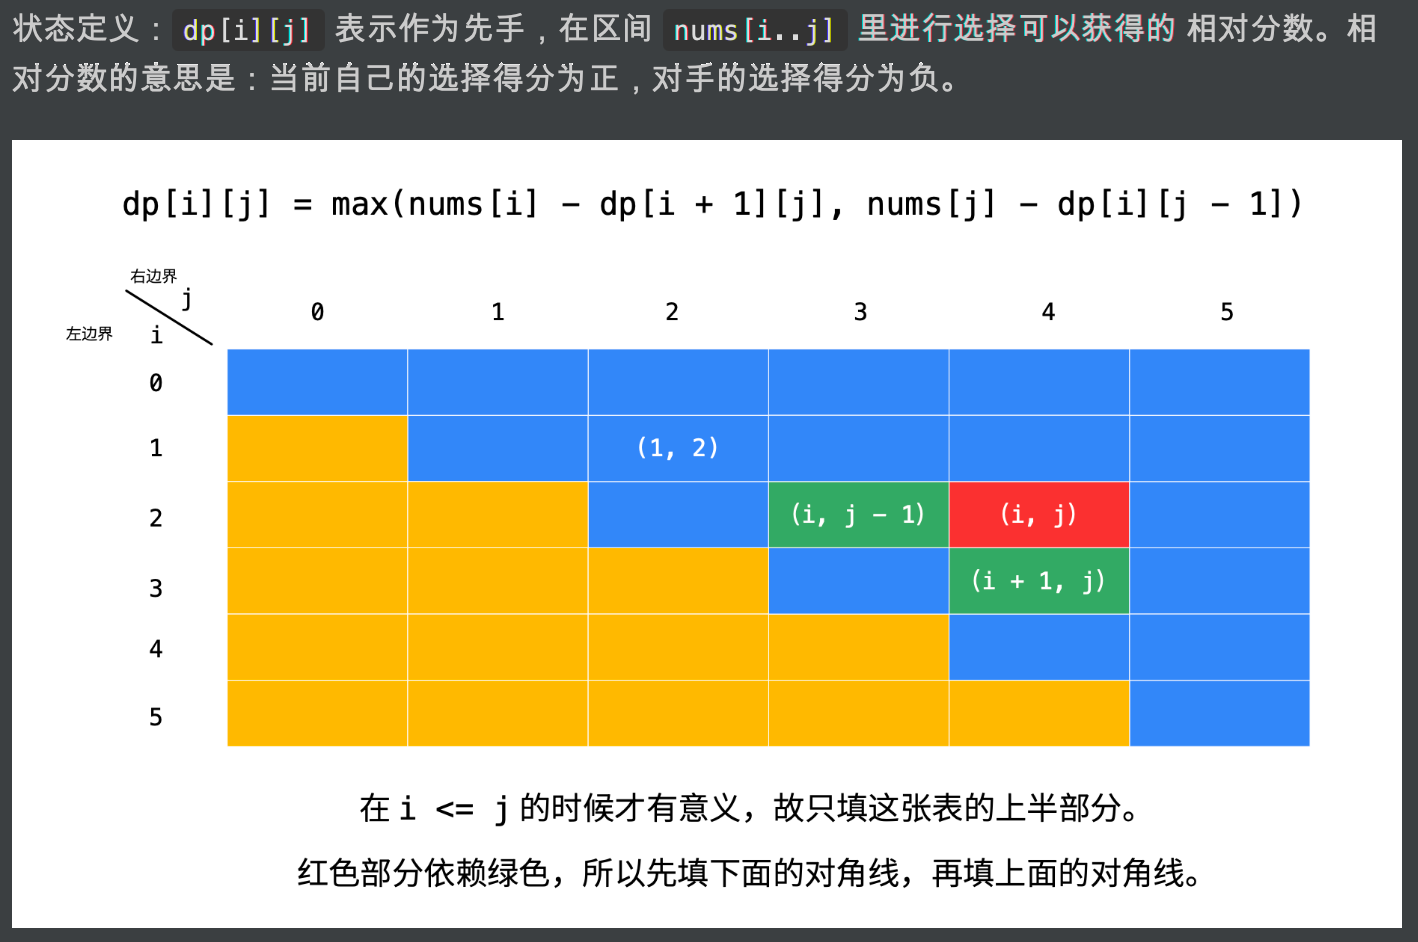 状态定义：dp[i][j] 表示作为先手，在区间 nums[i..j] 里进行选择可以获得的 相对分数。相
对分数的意思是：当前自己的选择得分为正，对手的选择得分为负。
dp[i][j] = max(nums[i] - dp[i + 1][j], nums[j] - dp[i][j - 1])
右边界
j
左边界 i
0 1 2 3 4 5
0
1 (1, 2)
2 (i, j - 1) (i, j)
3 (i + 1, j)
4
5
在 i <= j 的时候才有意义，故只填这张表的上半部分。
红色部分依赖绿色，所以先填下面的对角线，再填上面的对角线。